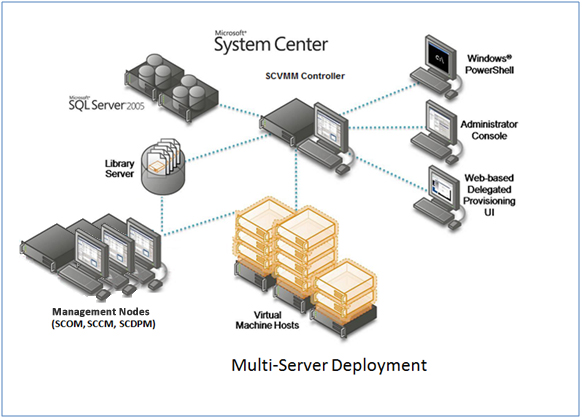 Microsoft®
System Center
SCVMM Controller
Windows®
PowerShell
Microsoft®
SQL Server 2005
Administrator
Console
Library
Server
Web-based
Delegated
Provisioning
UI
Management Nodes
(SCOM, SCCM, SCDPM)
Virtual
Machine Hosts
Multi-Server Deployment